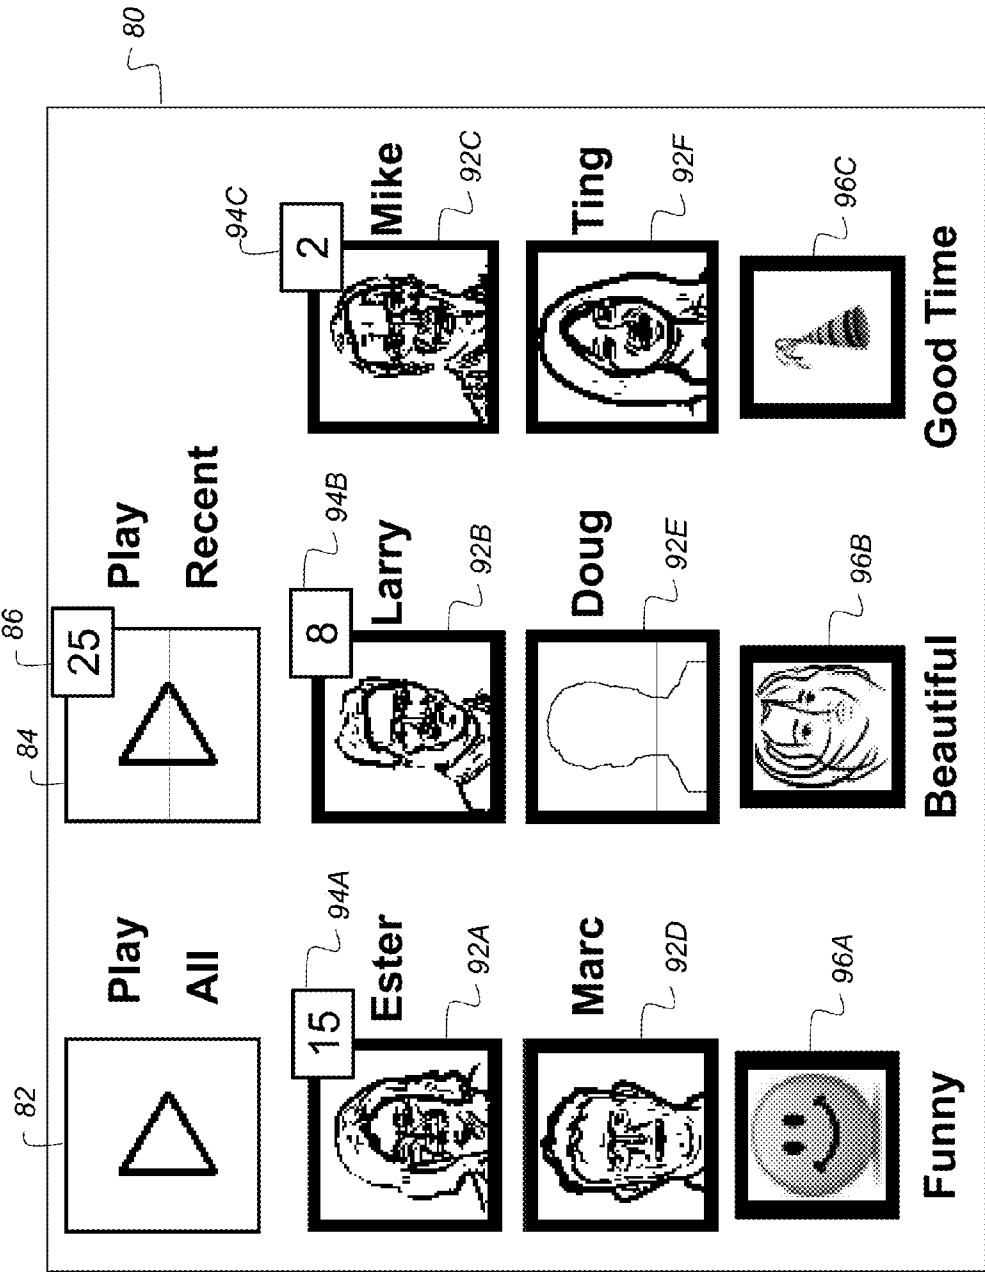 80
82
84
86
Play
All
25
Play
Recent
94A
94B
94C
15
8
2
Ester
Larry
Mike
92A
92B
92C
Marc
Doug
Ting
92D
92E
92F
96A
96B
96C
Funny
Beautiful
Good Time